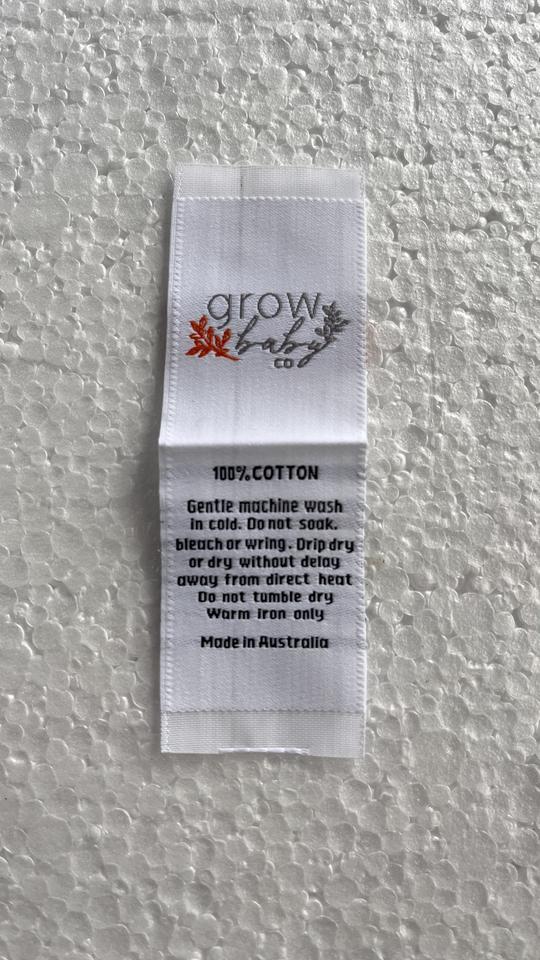 grow
baby
co
100% COTTON
Gentle machine wash
in cold. Do not soak.
bleach or wring. Drip dry
or dry without delay
away from direct heat
Do not tumble dry
Warm iron only
Made in Australia